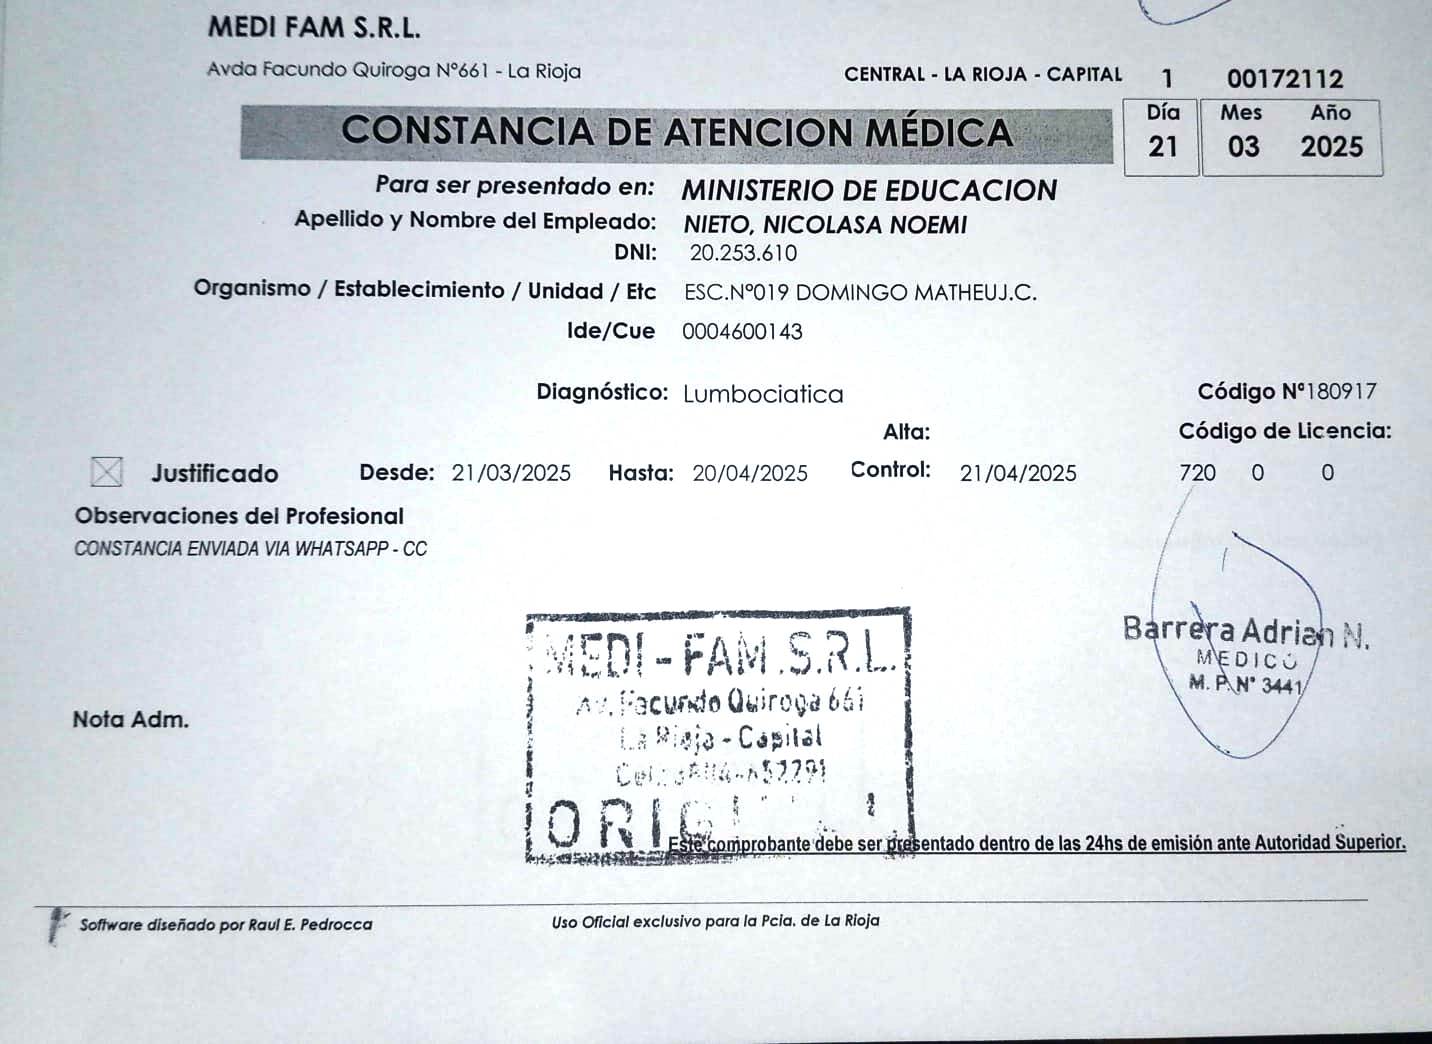 MEDI FAM S.R.L.
Avda Facundo Quiroga Nº661 - La Rioja
CENTRAL - LA RIOJA - CAPITAL 1 00172112
CONSTANCIA DE ATENCION MÉDICA
Día Mes Año
21 03 2025
Para ser presentado en: MINISTERIO DE EDUCACION
Apellido y Nombre del Empleado: NIETO, NICOLASA NOEMI
DNI: 20.253.610
Organismo / Establecimiento / Unidad / Etc ESC.Nº019 DOMINGO MATHEUJ.C.
Ide/Cue 0004600143
Diagnóstico: Lumbociatica Código Nº180917
Alta: Código de Licencia:
Justificado Desde: 21/03/2025 Hasta: 20/04/2025 Control: 21/04/2025 720 0 0
Observaciones del Profesional
CONSTANCIA ENVIADA VIA WHATSAPP - CC
MEDI - FAM .S.R.L.
Av. Facundo Quiroga 661
La Rioja - Capital
Barrera Adrian N.
MEDICO
M. P. N° 3441
Nota Adm.
Este comprobante debe ser presentado dentro de las 24hs de emisión ante Autoridad Superior.
Software diseñado por Raul E. Pedrocca
Uso Oficial exclusivo para la Pcia. de La Rioja